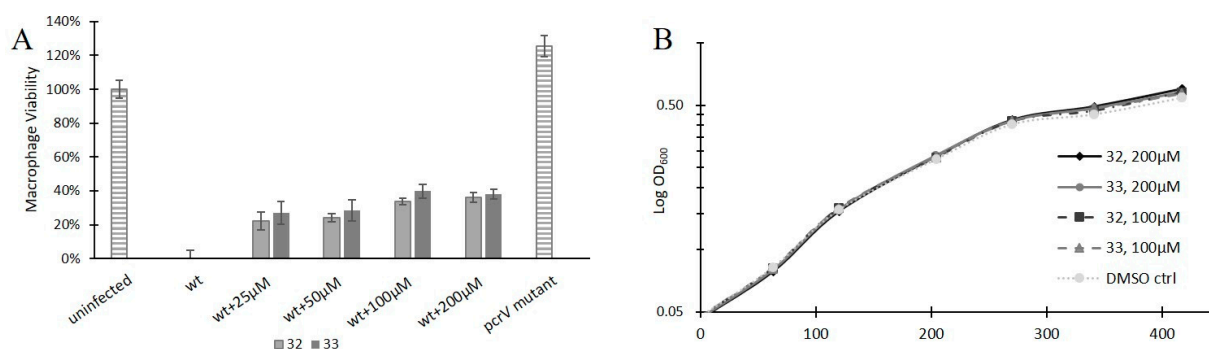 A
Macrophage Viability
140%
120%
100%
80%
60%
40%
20%
0%
uninfected
wt
wt+25µM
wt+50µM
wt+100µM
wt+200µM
pcrV mutant
32 33
B
Log OD600
0.50
0.05
0 100 200 300 400
32, 200µM
33, 200µM
32, 100µM
33, 100µM
DMSO ctrl